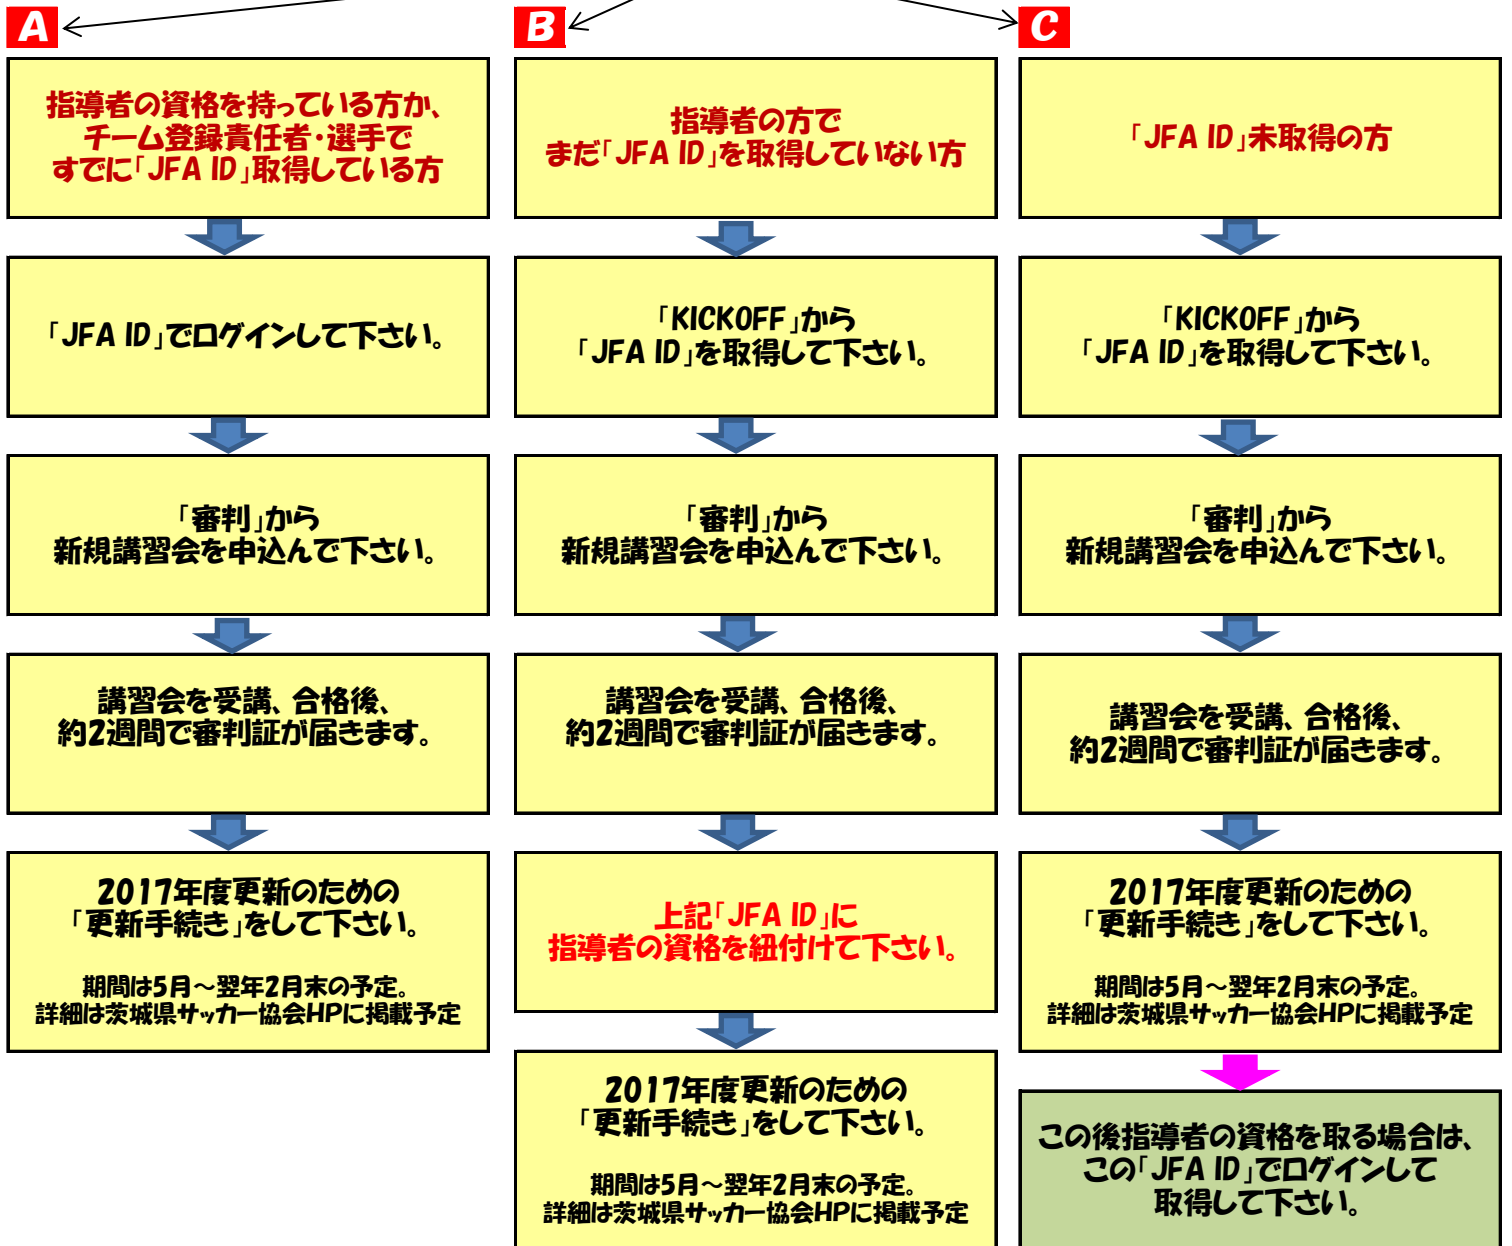 A
指導者の資格を持っている方か、
チーム登録責任者・選手で
すでに「JFA ID」取得している方
「JFA ID」でログインして下さい。
「審判」から
新規講習会を申込んで下さい。
講習会を受講、合格後、
約2週間で審判証が届きます。
2017年度更新のための
「更新手続き」をして下さい。
期間は5月～翌年2月末の予定。
詳細は茨城県サッカー協会HPに掲載予定
B
指導者の方で
まだ「JFA ID」を取得していない方
「KICKOFF」から
「JFA ID」を取得して下さい。
「審判」から
新規講習会を申込んで下さい。
講習会を受講、合格後、
約2週間で審判証が届きます。
上記「JFA ID」に
指導者の資格を紐付けて下さい。
2017年度更新のための
「更新手続き」をして下さい。
期間は5月～翌年2月末の予定。
詳細は茨城県サッカー協会HPに掲載予定
C
「JFA ID」未取得の方
「KICKOFF」から
「JFA ID」を取得して下さい。
「審判」から
新規講習会を申込んで下さい。
講習会を受講、合格後、
約2週間で審判証が届きます。
2017年度更新のための
「更新手続き」をして下さい。
期間は5月～翌年2月末の予定。
詳細は茨城県サッカー協会HPに掲載予定
この後指導者の資格を取る場合は、
この「JFA ID」でログインして
取得して下さい。